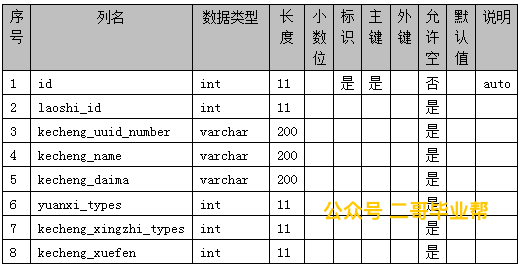 序号 列名 数据类型 长度 小数位 标识 主键 外键 允许空 默认值 说明
1 id int 11 是 是 否 auto
2 laoshi_id int 11 是
3 kecheng_uuid_number varchar 200 是
4 kecheng_name varchar 200 是
5 kecheng_daima varchar 200 是
6 yuanxi_types int 11 是
公众号 二哥毕业帮
7 kecheng_xingzhi_types int 11 是
8 kecheng_xuefen int 11 是